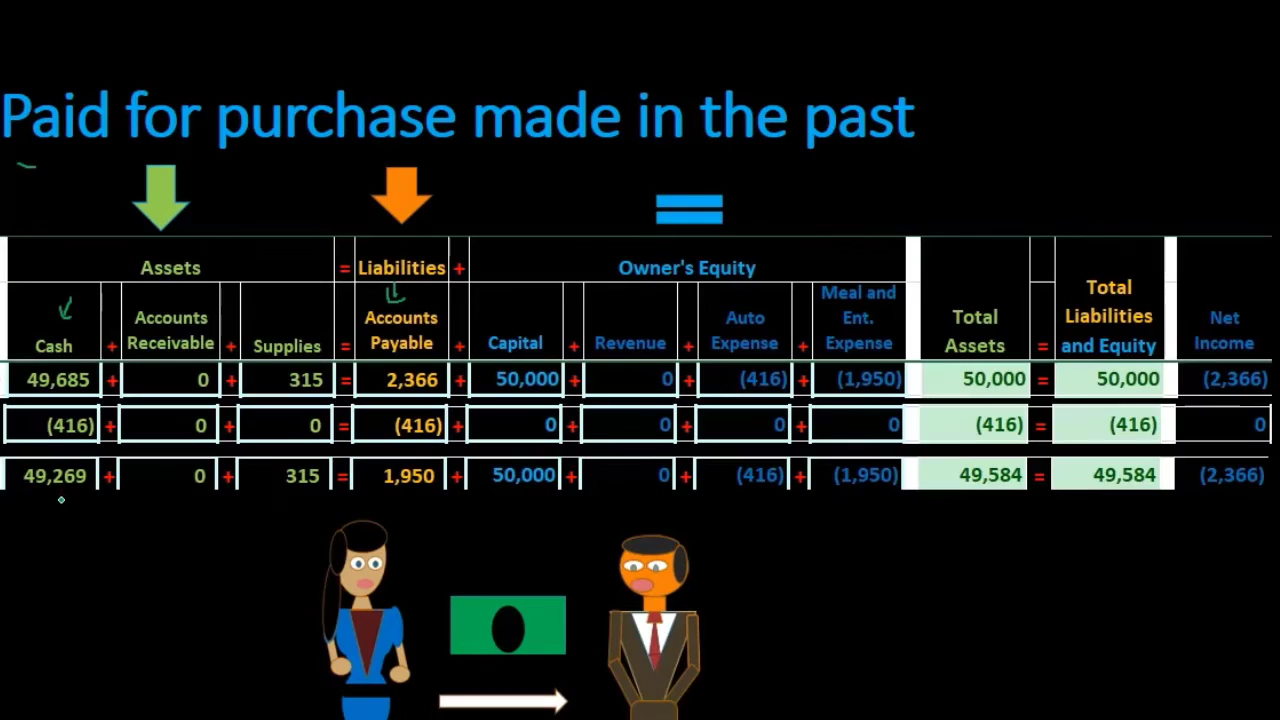 Paid for purchase made in the past
Assets = Liabilities + Owner's Equity
Cash + Accounts Receivable + Supplies = Accounts Payable + Capital + Revenue + Auto Expense + Meal and Ent. Expense Total Assets = Total Liabilities and Equity Net Income
49,685 + 0 + 315 = 2,366 + 50,000 + 0 + (416) + (1,950) 50,000 = 50,000 (2,366)
(416) + 0 + 0 = (416) + 0 + 0 + 0 + 0 (416) = (416) 0
49,269 + 0 + 315 = 1,950 + 50,000 + 0 + (416) + (1,950) 49,584 = 49,584 (2,366)